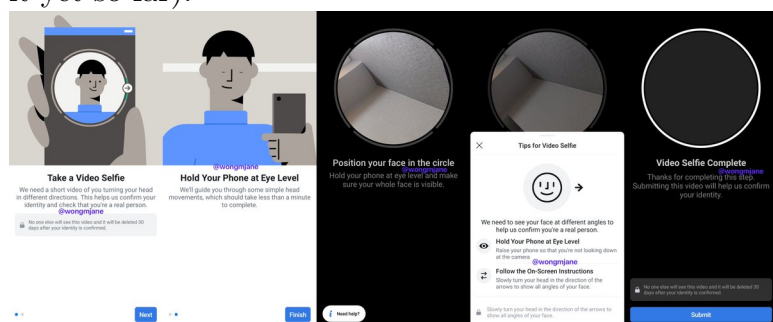 Take a Video Selfie
We need a short video of you turning your head
in different directions. This helps us confirm your
identity and check that you're a real person.
@wongmjane
No one else will see this video and it will be deleted 30
days after your identity is confirmed.
Next
@wongmjane
Hold Your Phone at Eye Level
We'll guide you through some simple head
movements, which should take less than a minute
to complete.
Finish
Position your face in the circle
@wongmjane
Hold your phone at eye level and make
sure your whole face is visible.
Need help?
Tips for Video Selfie
We need to see your face at different angles to
help us confirm you're a real person.
Hold Your Phone at Eye Level
Raise your phone so that you're not looking down
at the camera
@wongmjane
Follow the On-Screen Instructions
Slowly turn your head in the direction of the
arrows to show all angles of your face.
Slowly turn your head in the direction of the arrows to
show all angles of your face.
Video Selfie Complete
Thanks for completing this step.
@wongmjane
Submitting this video will help us confirm
your identity.
No one else will see this video and it will be deleted 30
days after your identity is confirmed.
Submit